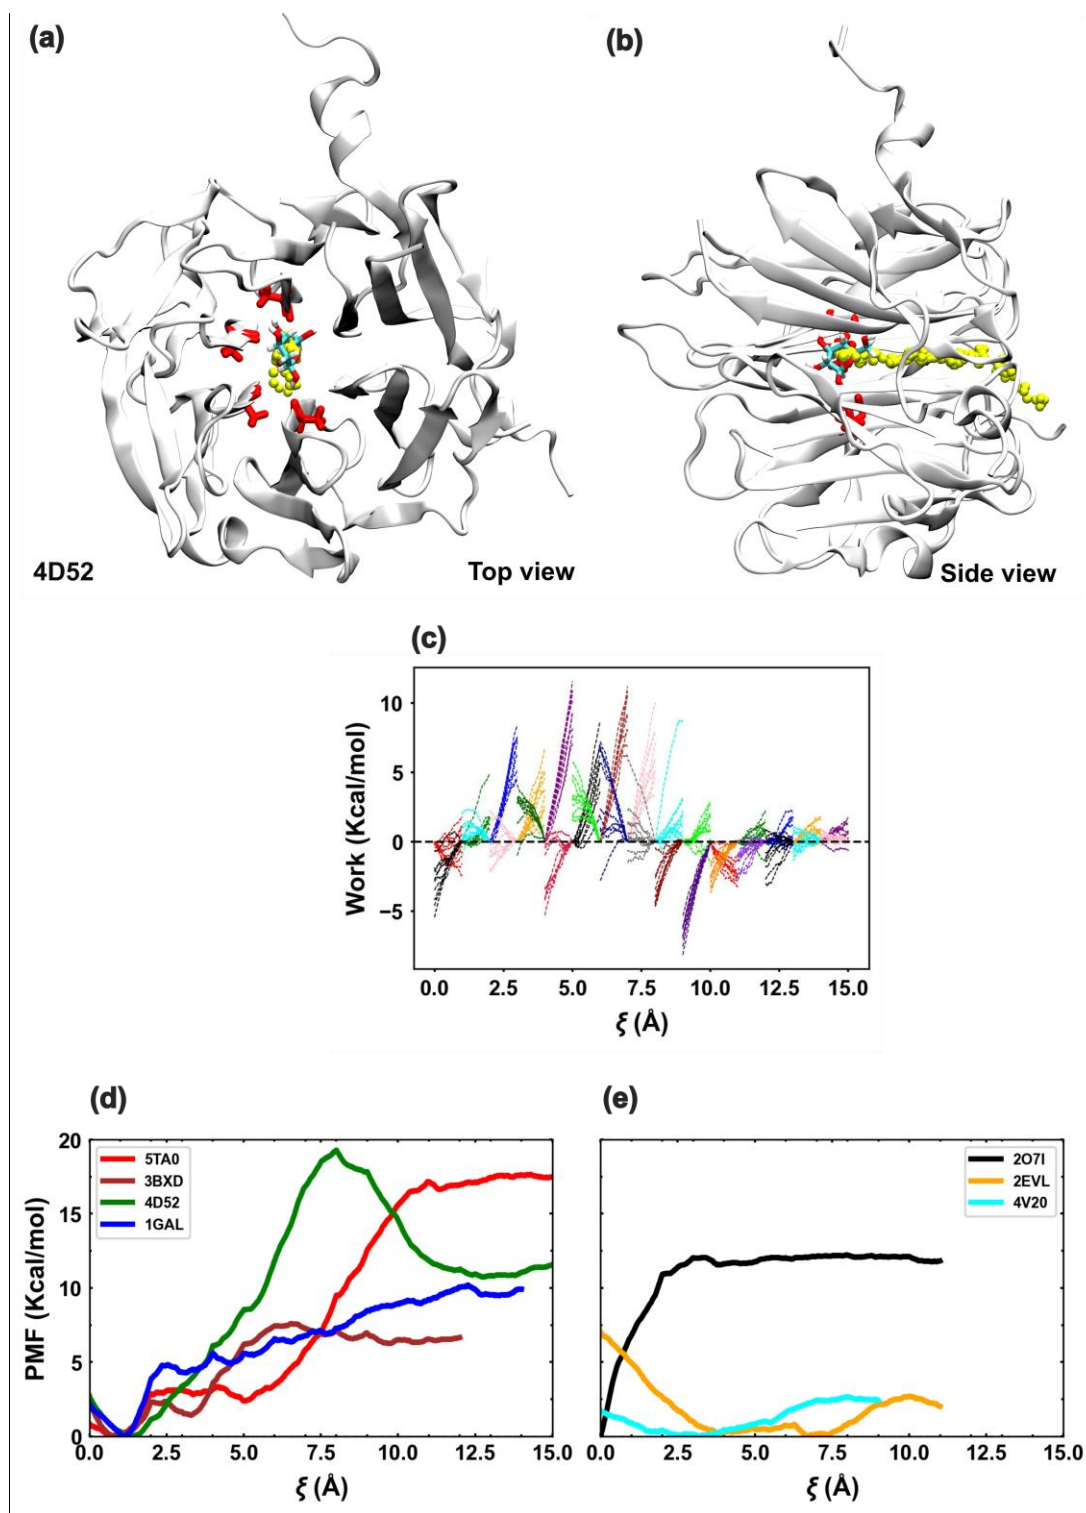 (a)
(b)
4D52
Top view
Side view
(c)
Work (Kcal/mol)
10
5
0
−5
0.0 2.5 5.0 7.5 10.0 12.5 15.0
ξ (Å)
(d)
(e)
PMF (Kcal/mol)
20
15
10
5
0
5TA0
3BXD
4D52
1GAL
2O7I
2EVL
4V20
0.0 2.5 5.0 7.5 10.0 12.5 15.0
0.0 2.5 5.0 7.5 10.0 12.5 15.0
ξ (Å)
ξ (Å)